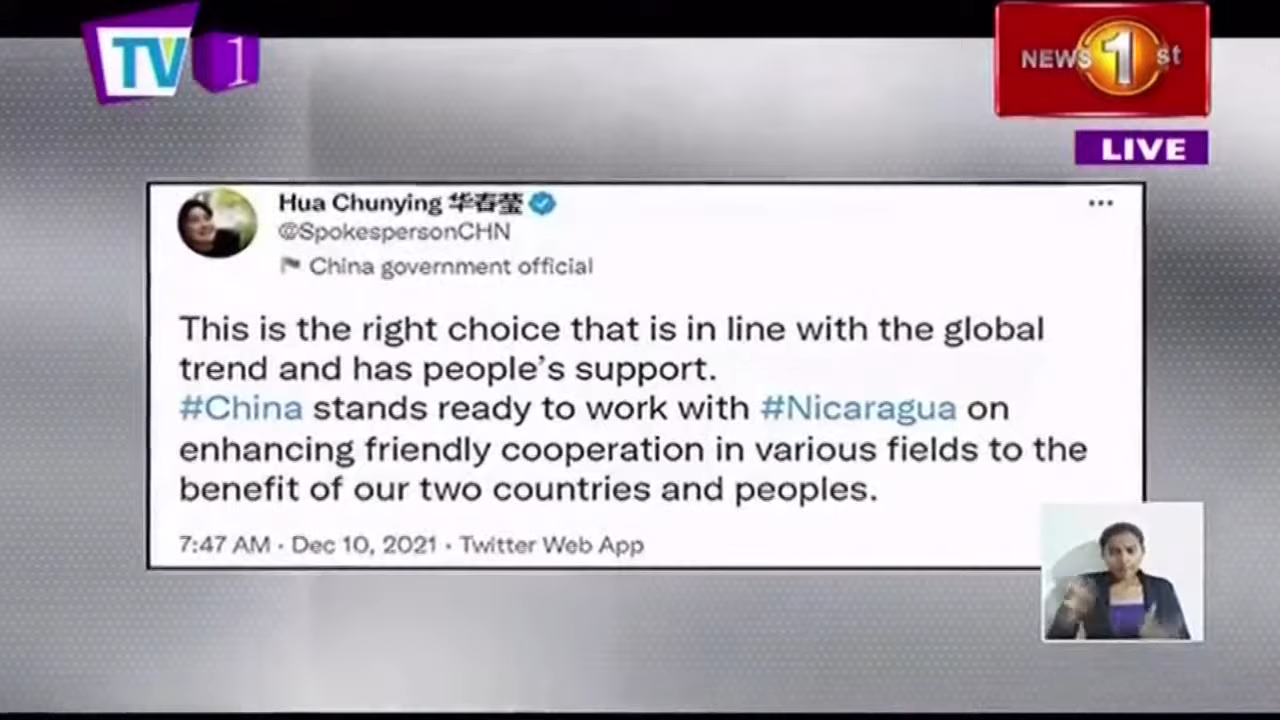 TV 1
NEWS 1st
LIVE
Hua Chunying 华春莹
@SpokespersonCHN
China government official
This is the right choice that is in line with the global
trend and has people's support.
#China stands ready to work with #Nicaragua on
enhancing friendly cooperation in various fields to the
benefit of our two countries and peoples.
7:47 AM · Dec 10, 2021 · Twitter Web App